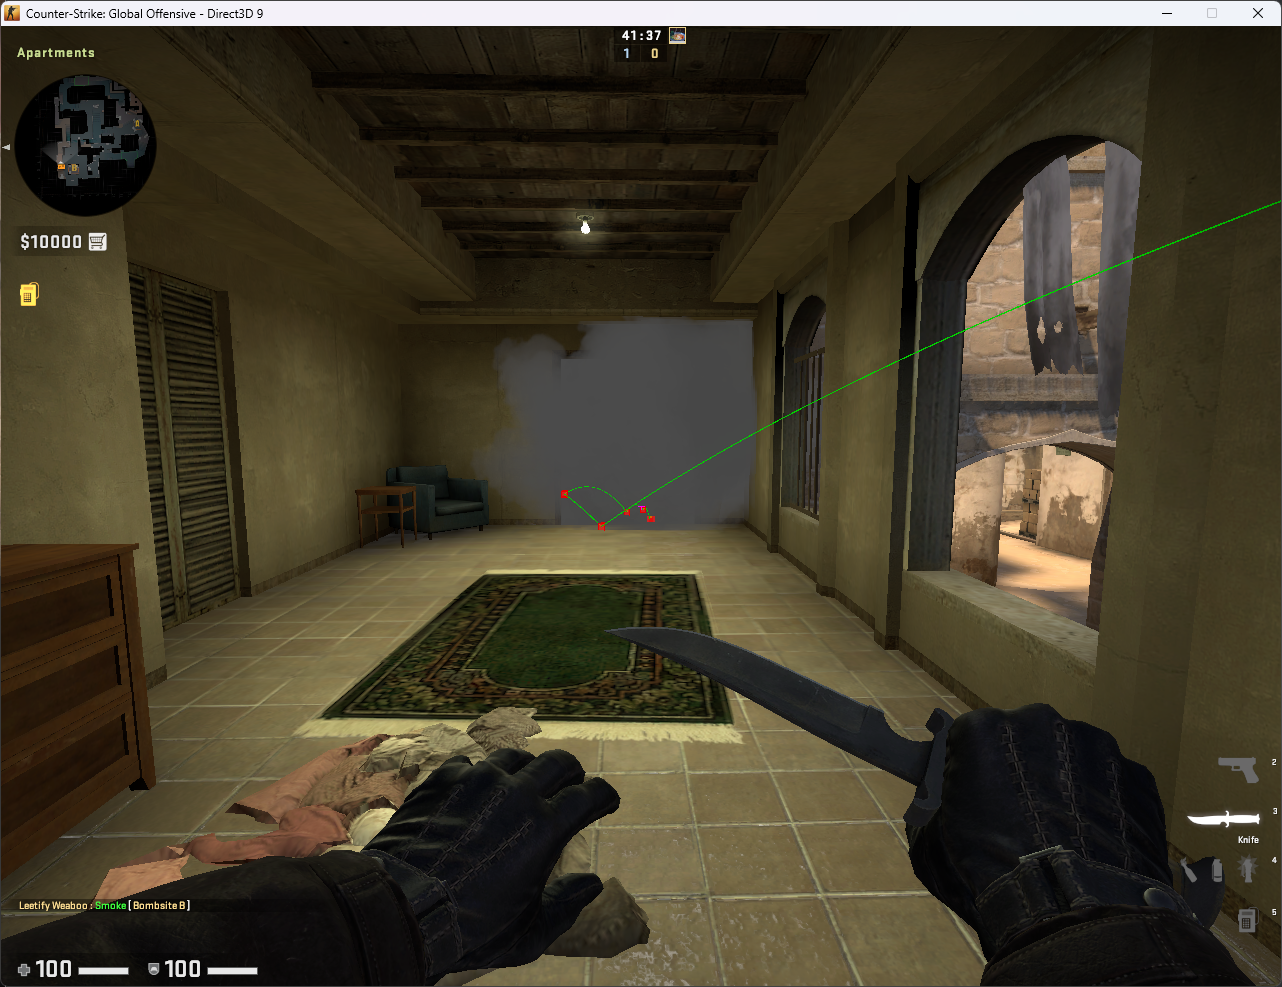 Counter-Strike: Global Offensive - Direct3D 9
41:37
1 0
Apartments
$10000
2
3
Knife
4
5
Leetify Weaboo : Smoke [ Bombsite B ]
100 100